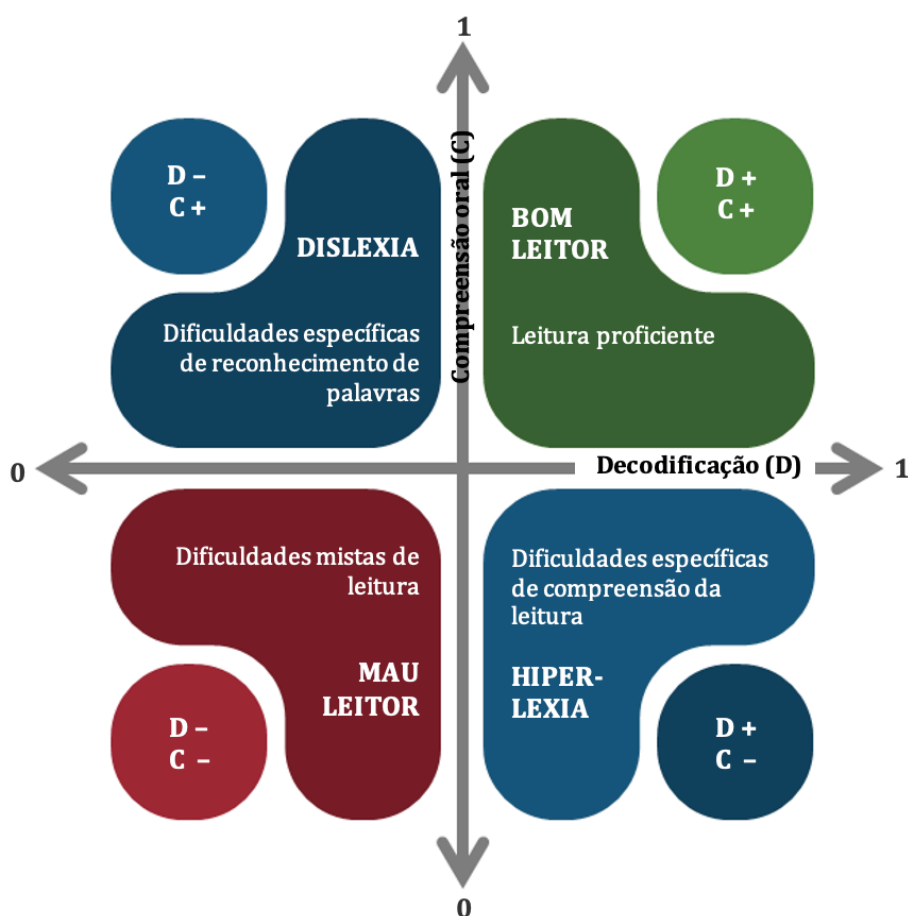 1
Compreensão oral (C)
D –
C +
DISLEXIA
Dificuldades específicas
de reconhecimento de
palavras
BOM
LEITOR
D +
C +
Leitura proficiente
0
Decodificação (D)
1
Dificuldades mistas de
leitura
MAU
LEITOR
D –
C –
Dificuldades específicas
de compreensão da
leitura
HIPER-
LEXIA
D +
C –
0